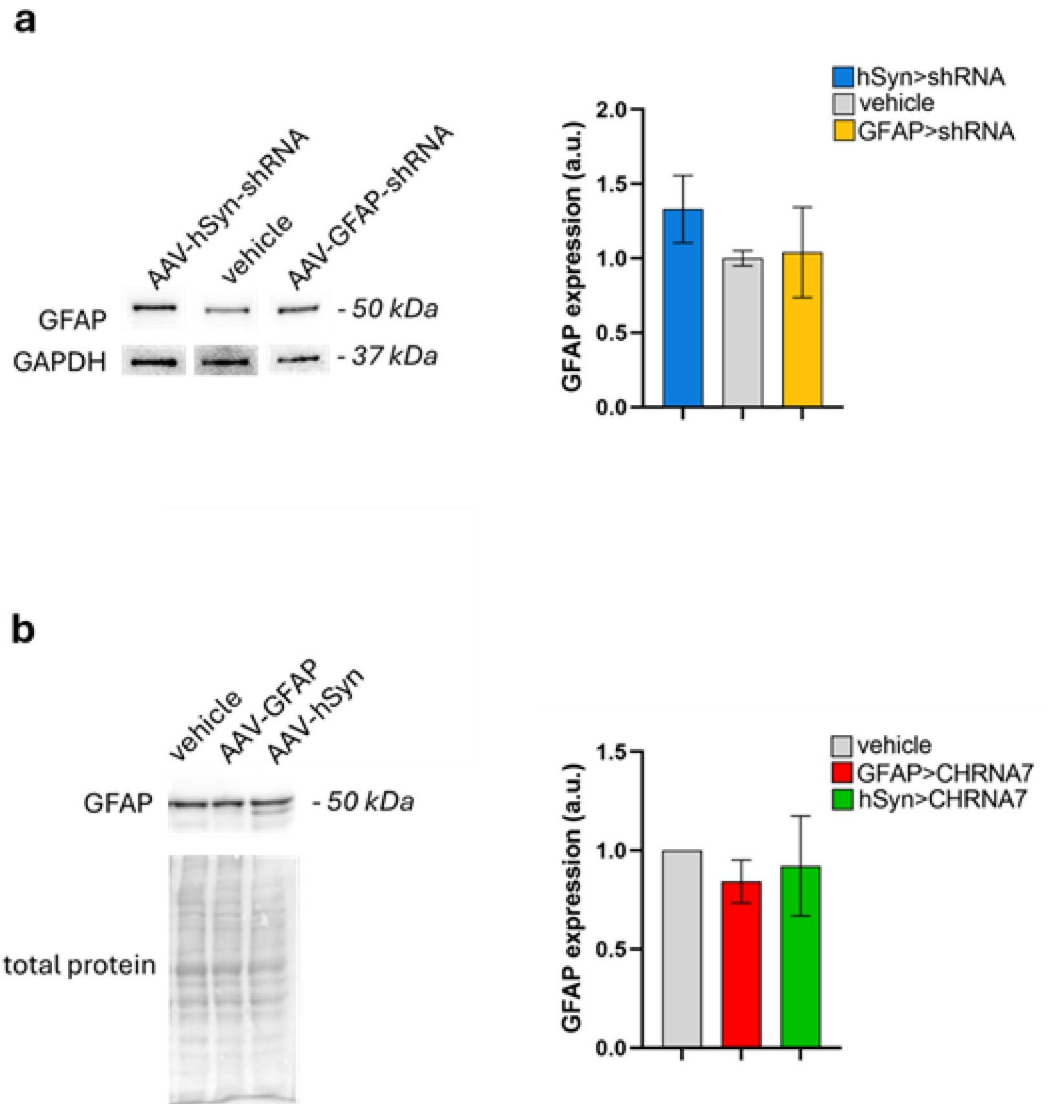 a
AAV-hSyn-shRNA
vehicle
AAV-GFAP-shRNA
GFAP
- 50 kDa
GAPDH
- 37 kDa
hSyn>shRNA
vehicle
GFAP>shRNA
GFAP expression (a.u.)
2.0
1.5
1.0
0.5
0.0
b
vehicle
AAV-GFAP
AAV-hSyn
GFAP
- 50 kDa
total protein
vehicle
GFAP>CHRNA7
hSyn>CHRNA7
GFAP expression (a.u.)
1.5
1.0
0.5
0.0